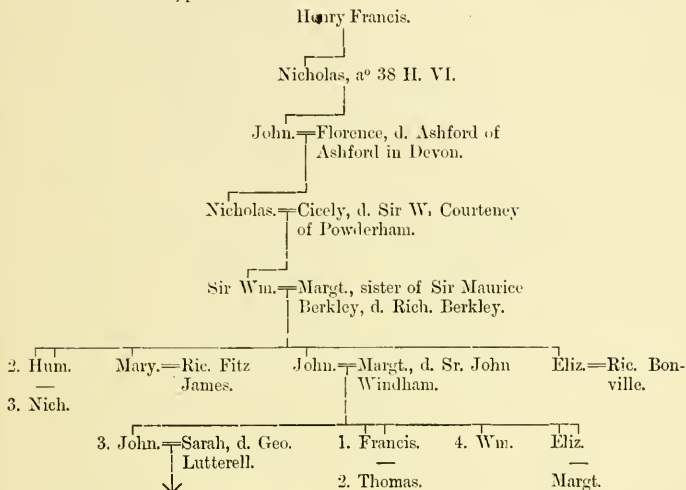 Henry Francis.
Nicholas, aº 38 H. VI.
John.=Florence, d. Ashford of
Ashford in Devon.
Nicholas.=Cicely, d. Sir W. Courteney
of Powderham.
Sir Wm.=Margt., sister of Sir Maurice
Berkley, d. Rich. Berkley.
2. Hum. Mary.=Ric. Fitz John.=Margt., d. Sr. John Eliz.=Ric. Bon-
James. Windham. ville.
3. Nich.
3. John.=Sarah, d. Geo. 1. Francis. 4. Wm. Eliz.
Lutterell.
2. Thomas. Margt.